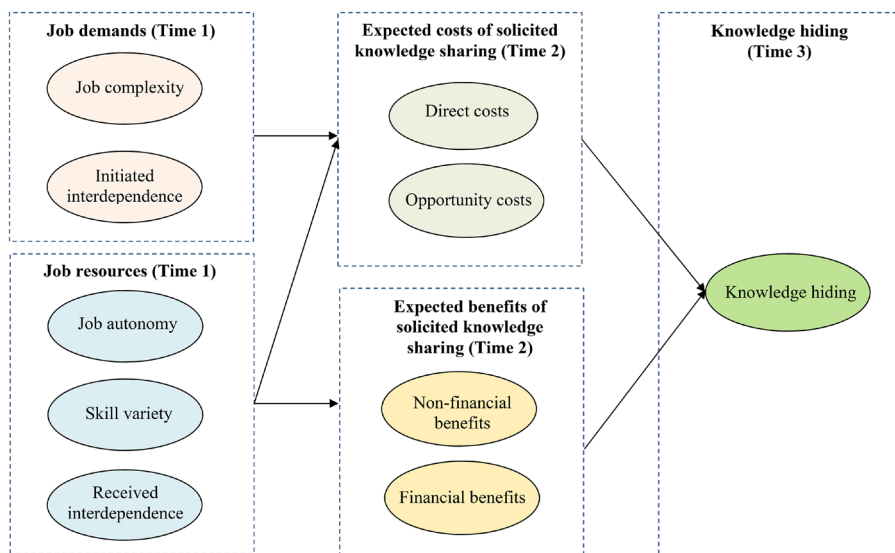 Job demands (Time 1)
Job complexity
Initiated
interdependence
Job resources (Time 1)
Job autonomy
Skill variety
Received
interdependence
Expected costs of solicited
knowledge sharing (Time 2)
Direct costs
Opportunity costs
Expected benefits of
solicited knowledge
sharing (Time 2)
Non-financial
benefits
Financial benefits
Knowledge hiding
(Time 3)
Knowledge hiding